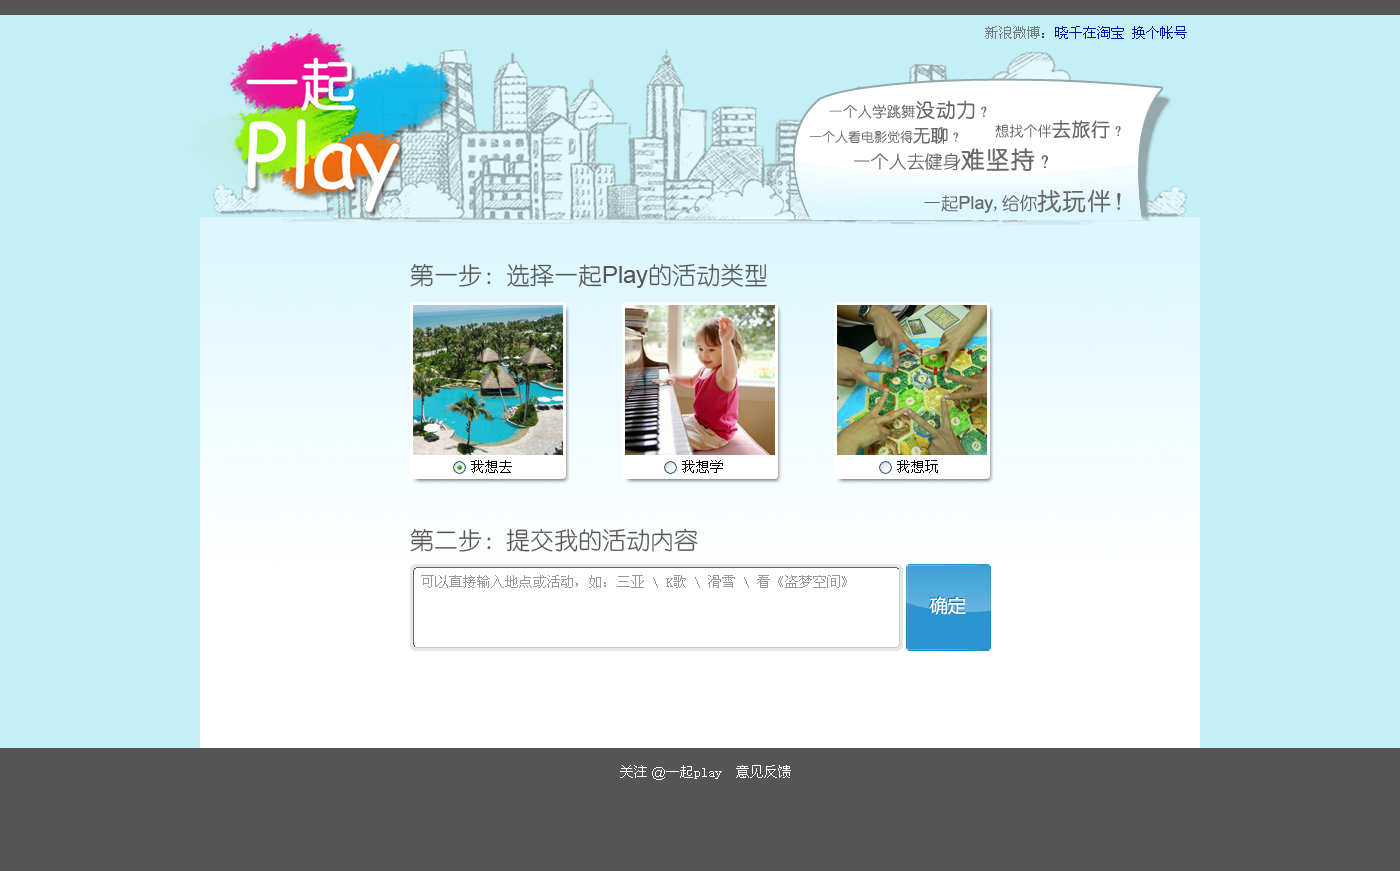 新浪微博：晓千在淘宝 换个帐号
一起
Play
一个人学跳舞没动力？
一个人看电影觉得无聊？
想找个伴去旅行？
一个人去健身难坚持？
一起Play, 给你找玩伴！
第一步：选择一起Play的活动类型
我想去
我想学
我想玩
第二步：提交我的活动内容
可以直接输入地点或活动，如：三亚 \ K歌 \ 滑雪 \ 看《盗梦空间》
确定
关注 @一起play 意见反馈